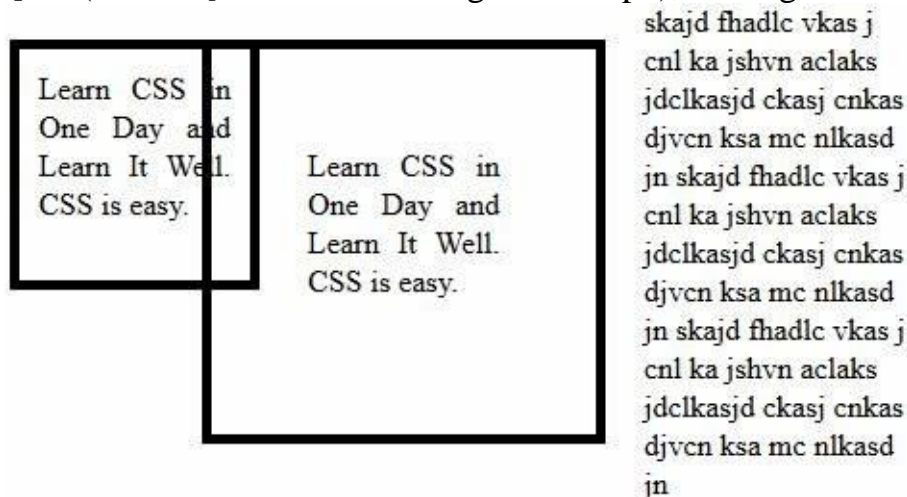 Learn CSS in
One Day and
Learn It Well.
CSS is easy.
Learn CSS in
One Day and
Learn It Well.
CSS is easy.
skajd fhadlc vkas j
cnl ka jshvn aclaks
jdclkasjd ckasj cnkas
djvcn ksa mc nlkasd
jn skajd fhadlc vkas j
cnl ka jshvn aclaks
jdclkasjd ckasj cnkas
djvcn ksa mc nlkasd
jn skajd fhadlc vkas j
cnl ka jshvn aclaks
jdclkasjd ckasj cnkas
djvcn ksa mc nlkasd
jn